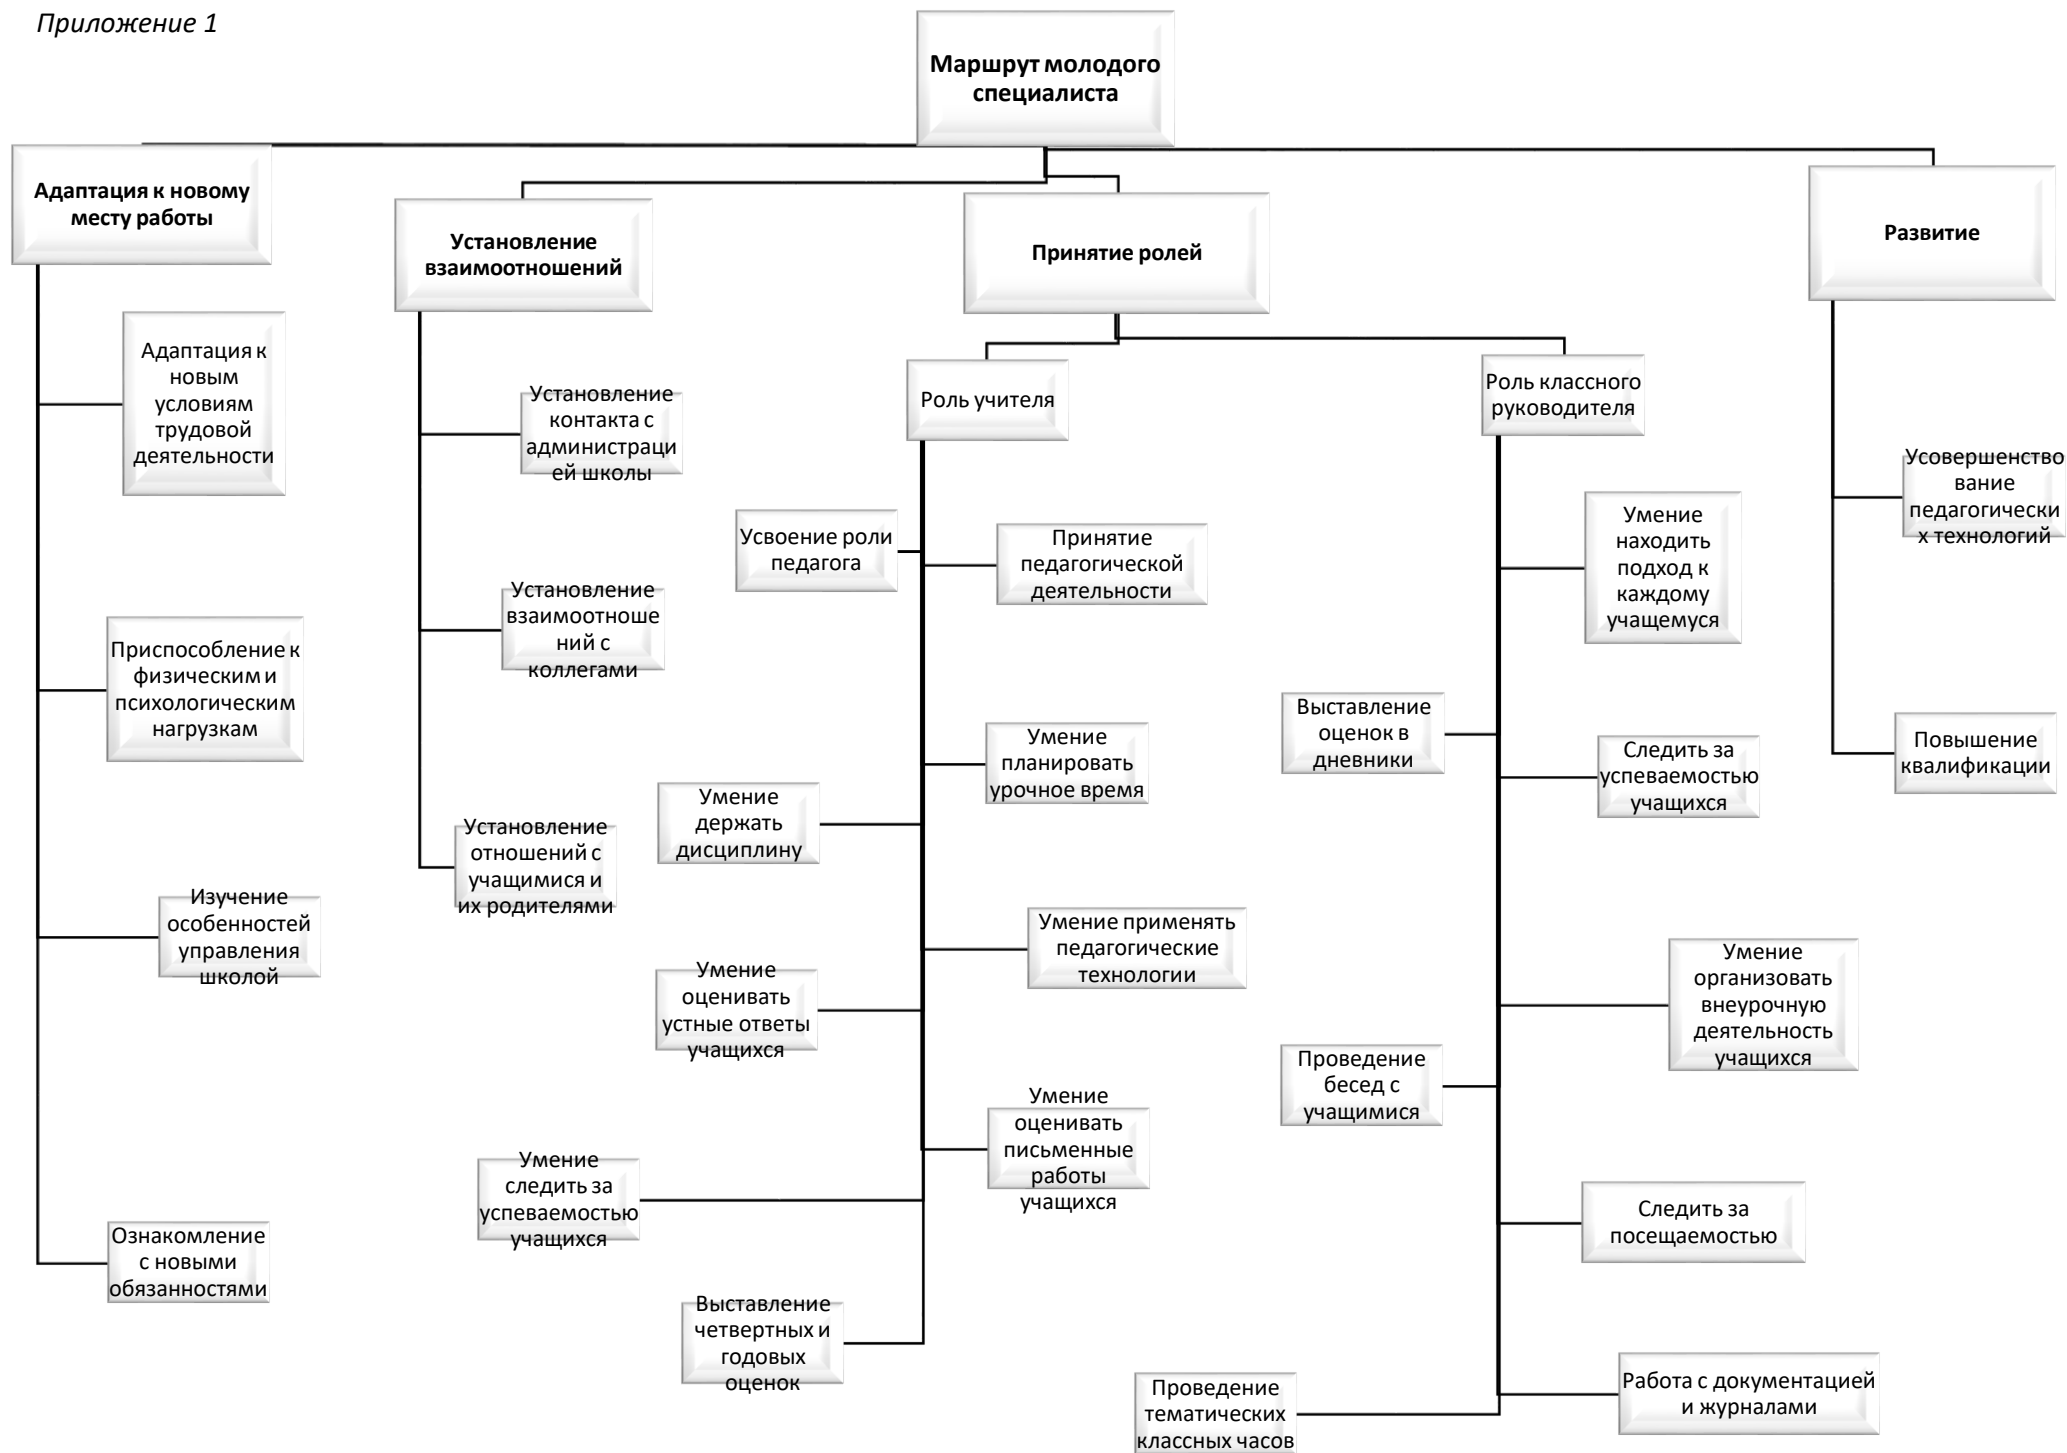 Приложение 1
Маршрут молодого
специалиста
Адаптация к новому
месту работы
Установление
взаимоотношений
Принятие ролей
Развитие
Адаптация к
новым
условиям
трудовой
деятельности
Приспособление к
физическим и
психологическим
нагрузкам
Изучение
особенностей
управления
школой
Ознакомление
с новыми
обязанностями
Установление
контакта с
администраци
ей школы
Установление
взаимоотноше
ний с
коллегами
Установление
отношений с
учащимися и
их родителями
Роль учителя
Усвоение роли
педагога
Принятие
педагогической
деятельности
Умение
планировать
урочное время
Умение
держать
дисциплину
Умение применять
педагогические
технологии
Умение
оценивать
устные ответы
учащихся
Умение
оценивать
письменные
работы
учащихся
Умение
следить за
успеваемостью
учащихся
Выставление
четвертных и
годовых
оценок
Роль классного
руководителя
Умение
находить
подход к
каждому
учащемуся
Выставление
оценок в
дневники
Следить за
успеваемостью
учащихся
Умение
организовать
внеурочную
деятельность
учащихся
Проведение
бесед с
учащимися
Следить за
посещаемостью
Работа с документацией
и журналами
Проведение
тематических
классных часов
Усовершенство
вание
педагогически
х технологий
Повышение
квалификации